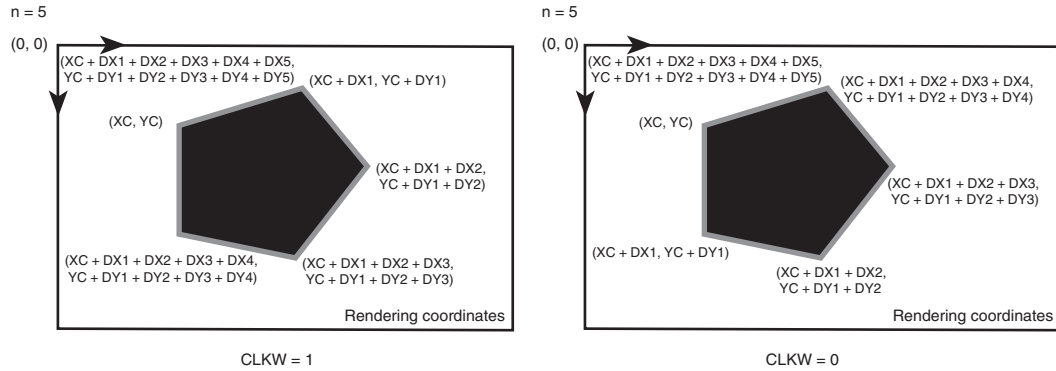 n = 5
(0, 0)
(XC + DX1 + DX2 + DX3 + DX4 + DX5,
YC + DY1 + DY2 + DY3 + DY4 + DY5)
(XC + DX1, YC + DY1)
(XC, YC)
(XC + DX1 + DX2,
YC + DY1 + DY2)
(XC + DX1 + DX2 + DX3 + DX4,
YC + DY1 + DY2 + DY3 + DY4)
(XC + DX1 + DX2 + DX3,
YC + DY1 + DY2 + DY3)
Rendering coordinates
CLKW = 1
n = 5
(0, 0)
(XC + DX1 + DX2 + DX3 + DX4 + DX5,
YC + DY1 + DY2 + DY3 + DY4 + DY5)
(XC + DX1 + DX2 + DX3 + DX4,
YC + DY1 + DY2 + DY3 + DY4)
(XC, YC)
(XC + DX1 + DX2 + DX3,
YC + DY1 + DY2 + DY3)
(XC + DX1, YC + DY1)
(XC + DX1 + DX2,
YC + DY1 + DY2
Rendering coordinates
CLKW = 0